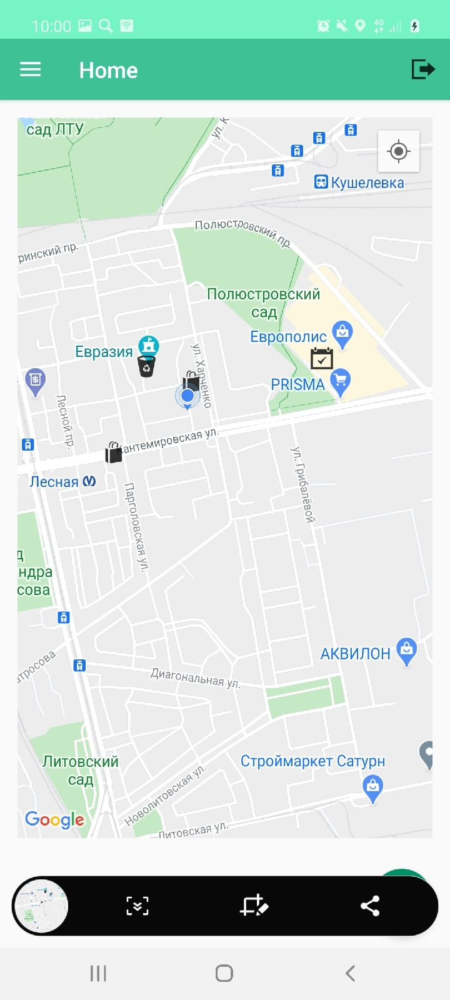 10:00
4G
Home
сад ЛТУ
ул. К
Кушелевка
Полюстровский пр.
ринский пр.
Полюстровский
сад
Европолис
Евразия
ул. Харченко
PRISMA
Лесной пр.
Кантемировская ул.
ул. Грибалёвой
Лесная
Парголовская ул.
д
ндра
сова
АКВИЛОН
атросова
Диагональная ул.
Литовский
сад
Строймаркет Сатурн
Новолитовская ул.
Google
Литовская ул.